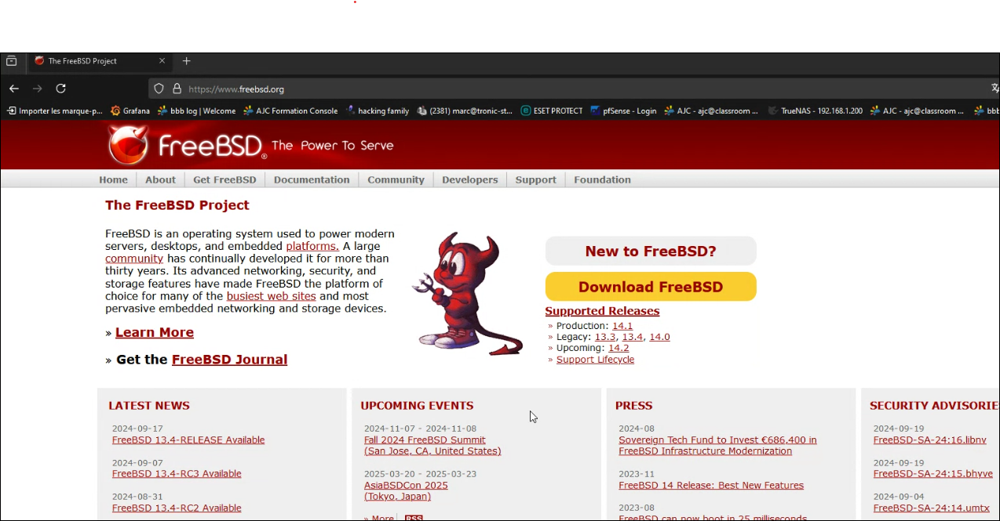 The FreeBSD Project
https://www.freebsd.org
Importer les marque-p... Grafana bbb log | Welcome AJC Formation Console hacking family (2381) marc@tronic-st... ESET PROTECT pfSense - Login AJC - ajc@classroom ... TrueNAS - 192.168.1.200 AJC - ajc@classroom ... bbb
FreeBSD® The Power To Serve
Home About Get FreeBSD Documentation Community Developers Support Foundation
The FreeBSD Project
FreeBSD is an operating system used to power modern
servers, desktops, and embedded platforms. A large
community has continually developed it for more than
thirty years. Its advanced networking, security, and
storage features have made FreeBSD the platform of
choice for many of the busiest web sites and most
pervasive embedded networking and storage devices.
» Learn More
» Get the FreeBSD Journal
New to FreeBSD?
Download FreeBSD
Supported Releases
» Production: 14.1
» Legacy: 13.3, 13.4, 14.0
» Upcoming: 14.2
» Support Lifecycle
LATEST NEWS
2024-09-17
FreeBSD 13.4-RELEASE Available
2024-09-07
FreeBSD 13.4-RC3 Available
2024-08-31
FreeBSD 13.4-RC2 Available
UPCOMING EVENTS
2024-11-07 - 2024-11-08
Fall 2024 FreeBSD Summit
(San Jose, CA, United States)
2025-03-20 - 2025-03-23
AsiaBSDCon 2025
(Tokyo, Japan)
» More RSS
PRESS
2024-08
Sovereign Tech Fund to Invest €686,400 in
FreeBSD Infrastructure Modernization
2023-11
FreeBSD 14 Release: Best New Features
2023-08
FreeBSD can now boot in 25 milliseconds
SECURITY ADVISORIE
2024-09-19
FreeBSD-SA-24:16.libnv
2024-09-19
FreeBSD-SA-24:15.bhyve
2024-09-04
FreeBSD-SA-24:14.umtx